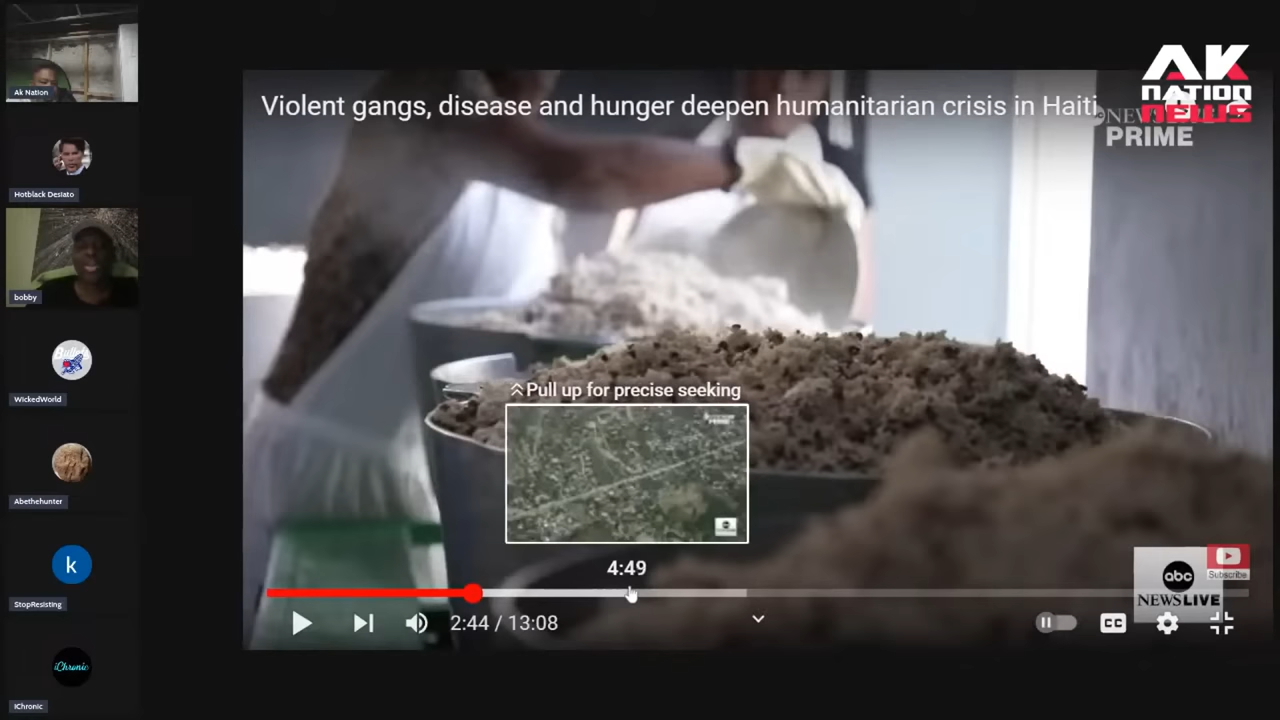 Ak Nation
Hotblack Desiato
bobby
WickedWorld
Abethehunter
k
StopResisting
iChronic
IChronic
Violent gangs, disease and hunger deepen humanitarian crisis in Haiti
AK
NATION
NEWS
PRIME
Pull up for precise seeking
4:49
2:44 / 13:08
CC
abc
NEWS LIVE
Subscribe